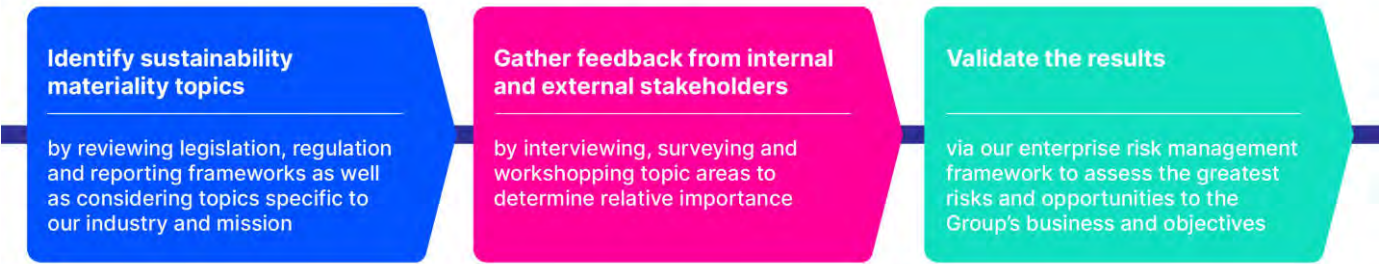 Identify sustainability
materiality topics
by reviewing legislation, regulation
and reporting frameworks as well
as considering topics specific to
our industry and mission
Gather feedback from internal
and external stakeholders
by interviewing, surveying and
workshopping topic areas to
determine relative importance
Validate the results
via our enterprise risk management
framework to assess the greatest
risks and opportunities to the
Group's business and objectives